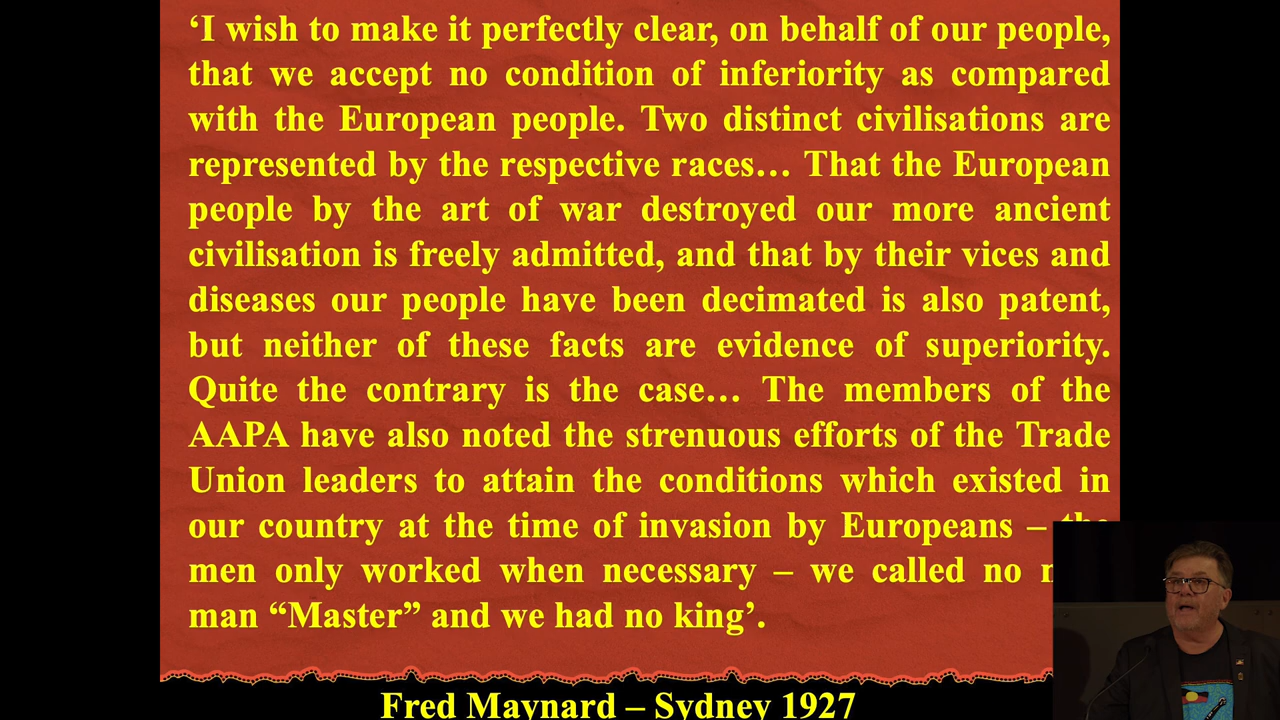 ‘I wish to make it perfectly clear, on behalf of our people,
that we accept no condition of inferiority as compared
with the European people. Two distinct civilisations are
represented by the respective races… That the European
people by the art of war destroyed our more ancient
civilisation is freely admitted, and that by their vices and
diseases our people have been decimated is also patent,
but neither of these facts are evidence of superiority.
Quite the contrary is the case… The members of the
AAPA have also noted the strenuous efforts of the Trade
Union leaders to attain the conditions which existed in
our country at the time of invasion by Europeans – the
men only worked when necessary – we called no
man “Master” and we had no king’.
Fred Maynard – Sydney 1927